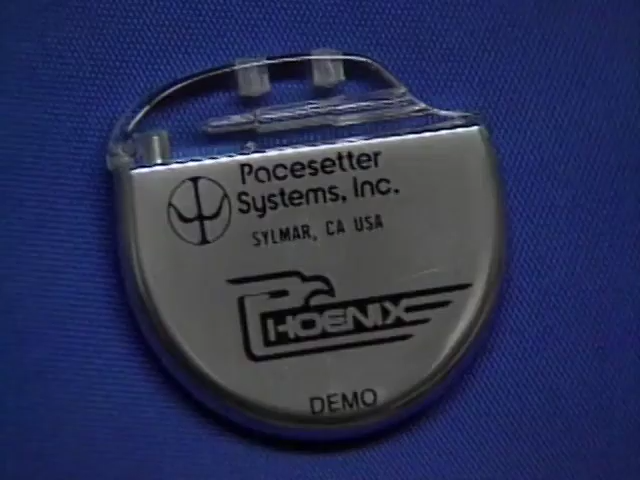 Pacesetter
Systems, Inc.
SYLMAR, CA USA
PHOENIX
DEMO